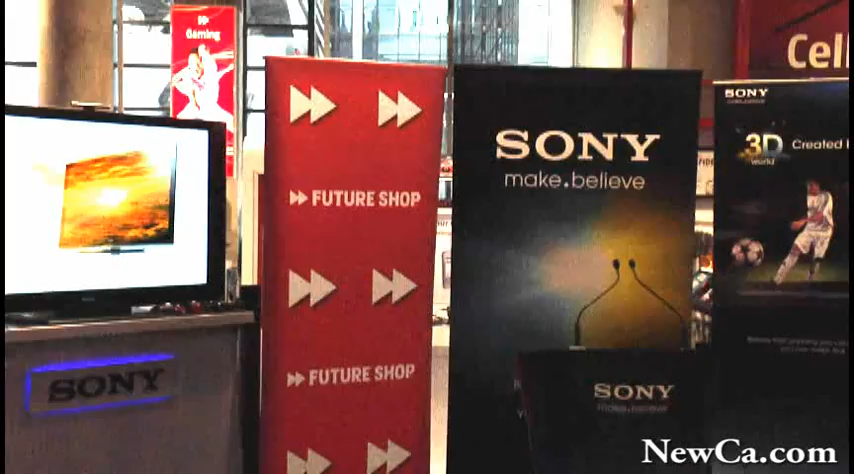 Gaming
Cell
FUTURE SHOP
FUTURE SHOP
SONY
make.believe
SONY
make.believe
SONY
SONY
3D
world
Created
NewCa.com